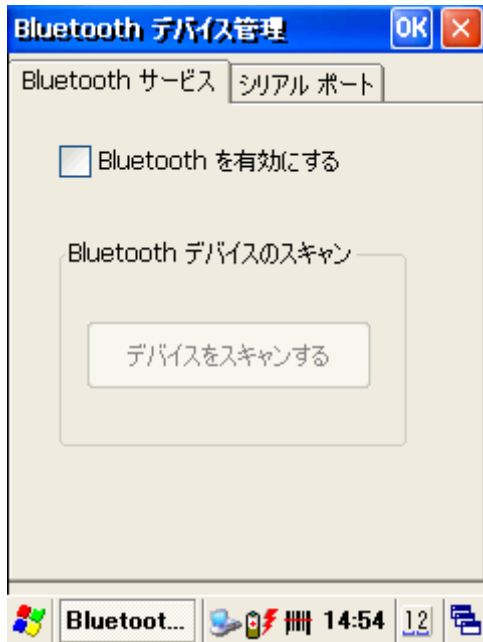 Bluetooth デバイス管理 OK
Bluetooth サービス シリアル ポート
Bluetooth を有効にする
Bluetooth デバイスのスキャン
デバイスをスキャンする
Bluetoot... 14:54 12